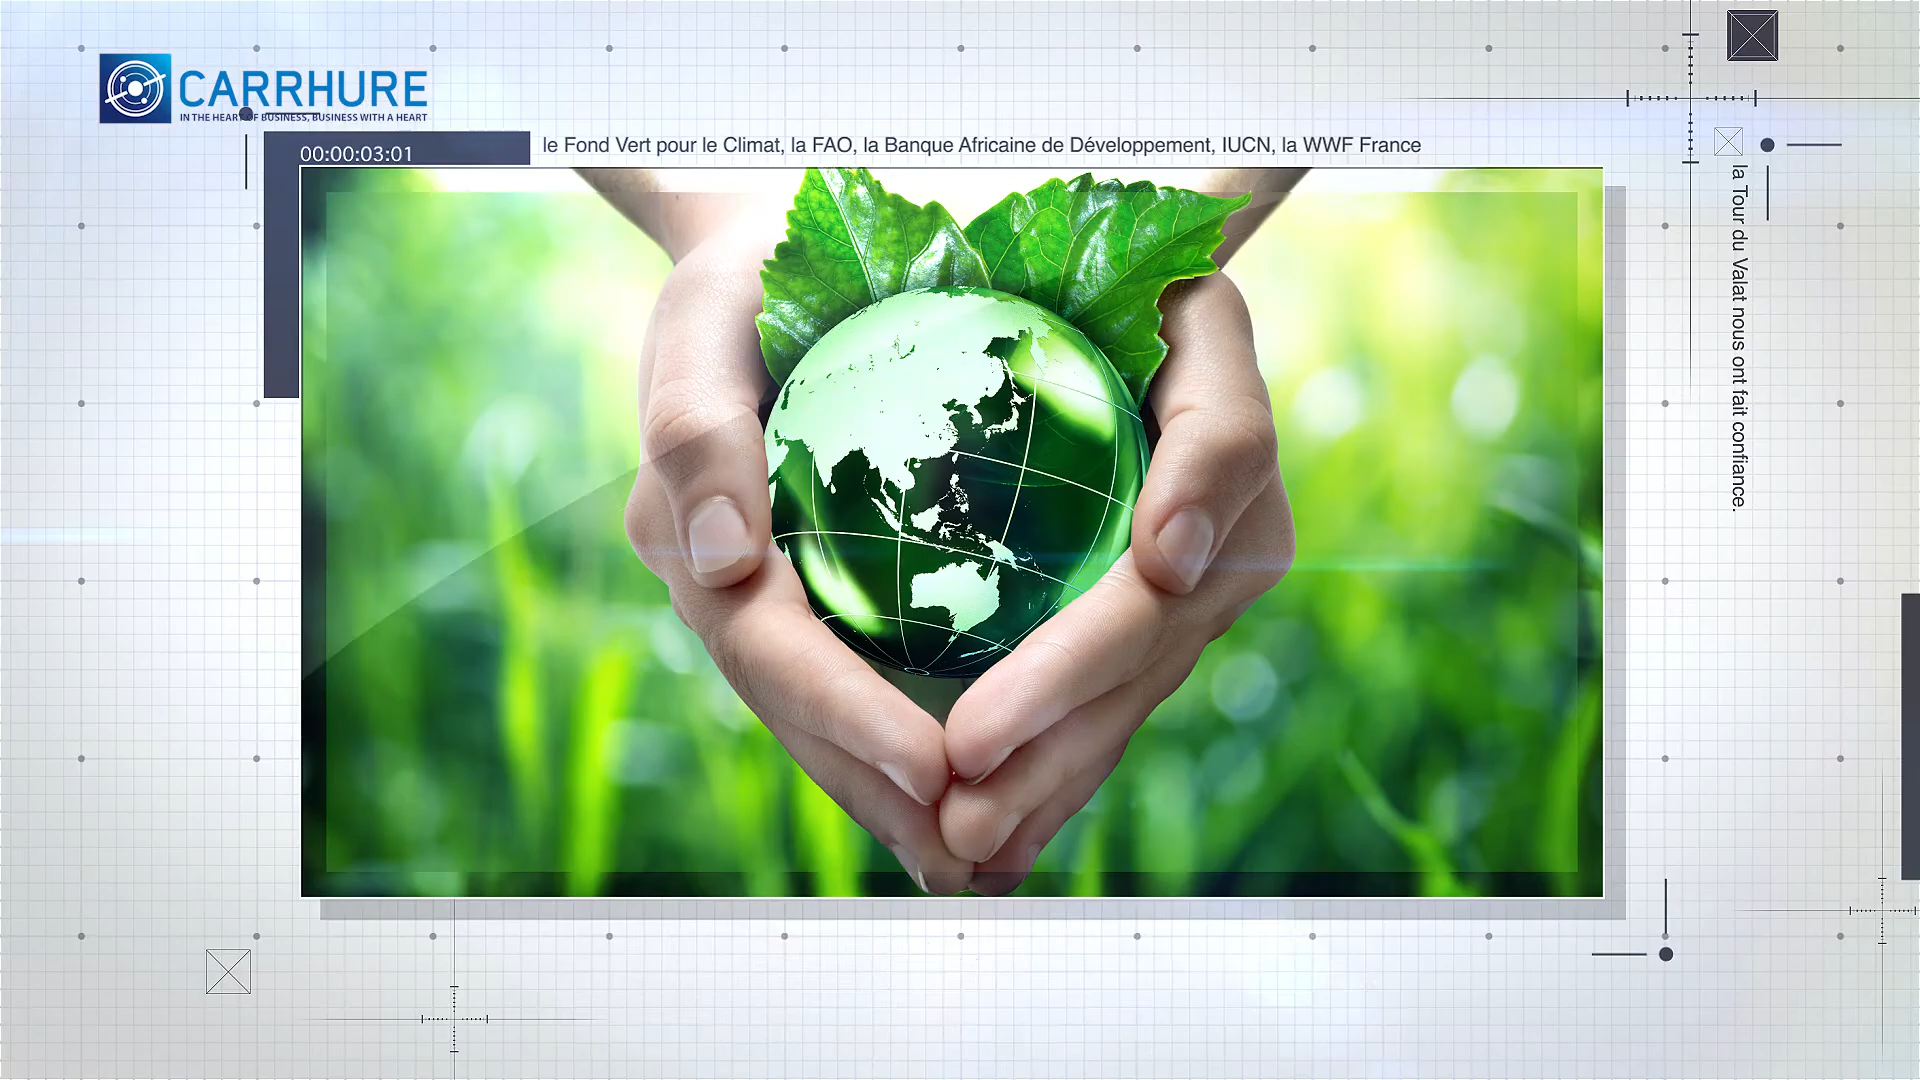 CARRHURE
IN THE HEART OF BUSINESS, BUSINESS WITH A HEART
00:00:03:01
le Fond Vert pour le Climat, la FAO, la Banque Africaine de Développement, IUCN, la WWF France
la Tour du Valat nous ont fait confiance.